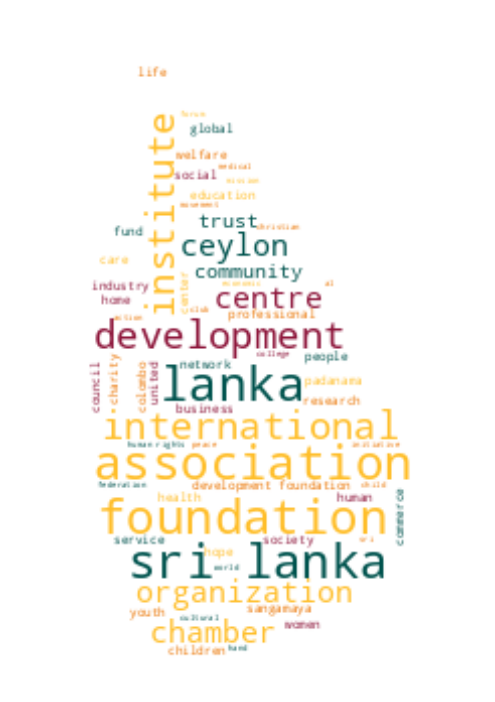 life
forum
global
institute
welfare
medical
social
mission
education
movement
trust
christian
fund
ceylon
care
community
center
economic
al
industry
centre
home
club
professional
action
development
college
people
network
council
charity
colombo
united
lanka
padanama
research
business
international
human rights
peace
initiative
association
federation
development foundation
child
health
human
foundation
commerce
service
society
sri
hope
sri lanka
world
organization
youth
sangamaya
cultural
women
chamber
children
hand